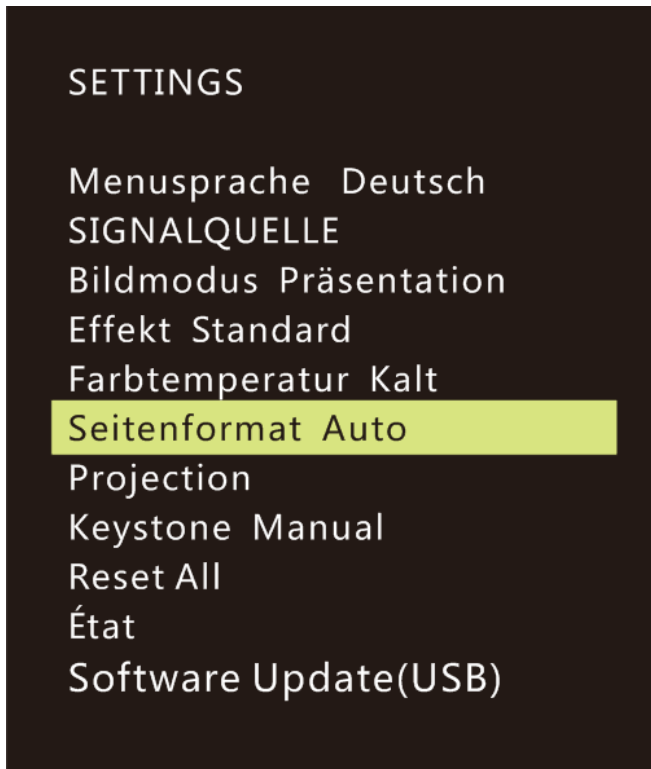 SETTINGS
Menusprache Deutsch
SIGNALQUELLE
Bildmodus Präsentation
Effekt Standard
Farbtemperatur Kalt
Seitenformat Auto
Projection
Keystone Manual
Reset All
État
Software Update(USB)